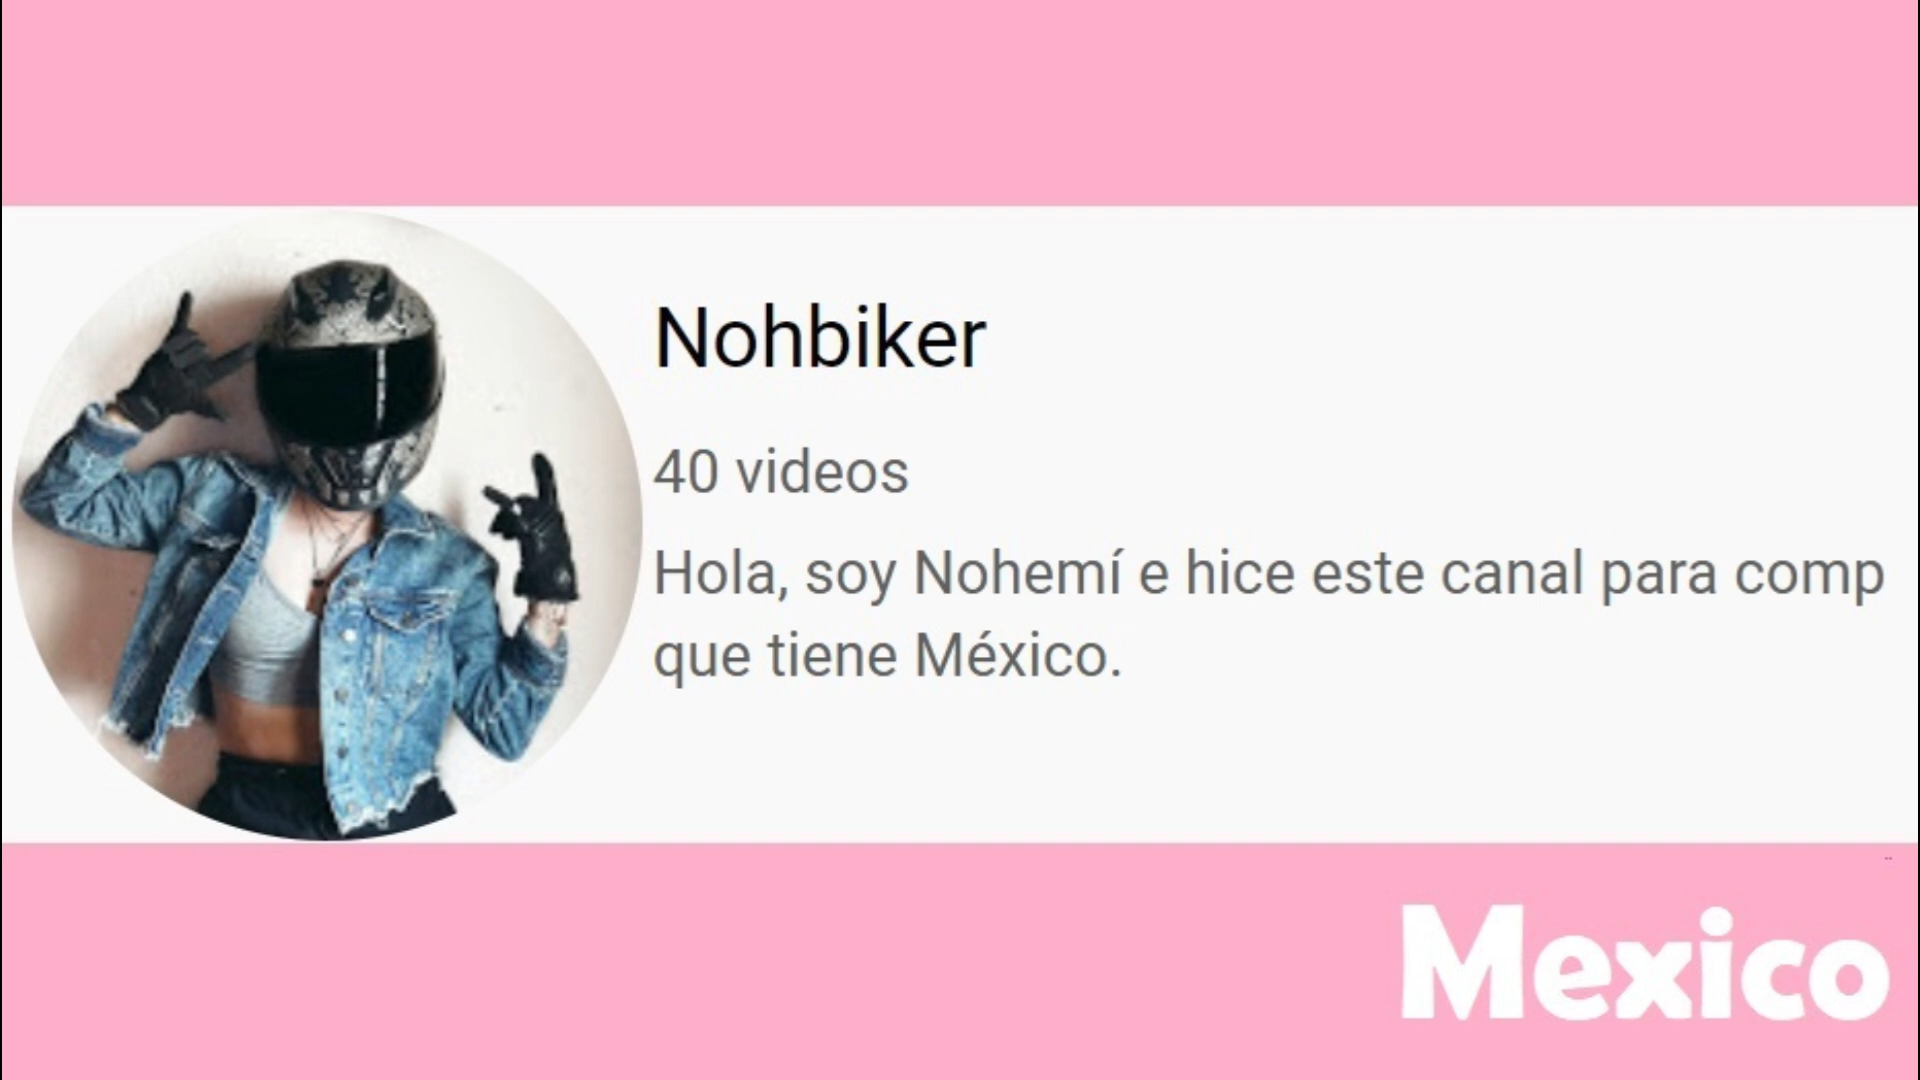 Nohbiker
40 videos
Hola, soy Nohemí e hice este canal para comp
que tiene México.
Mexico